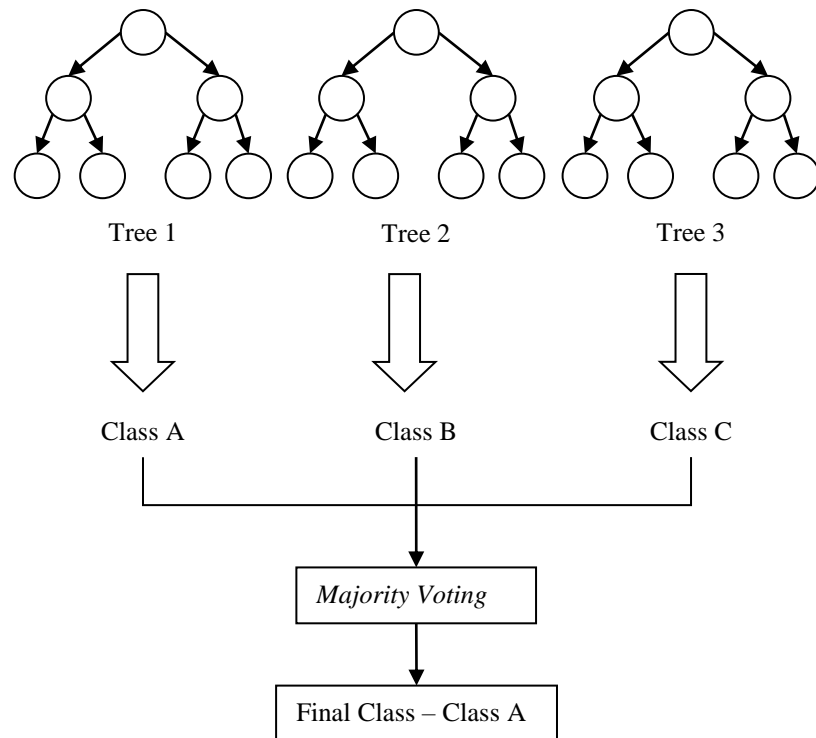 Tree 1
Tree 2
Tree 3
Class A
Class B
Class C
Majority Voting
Final Class – Class A